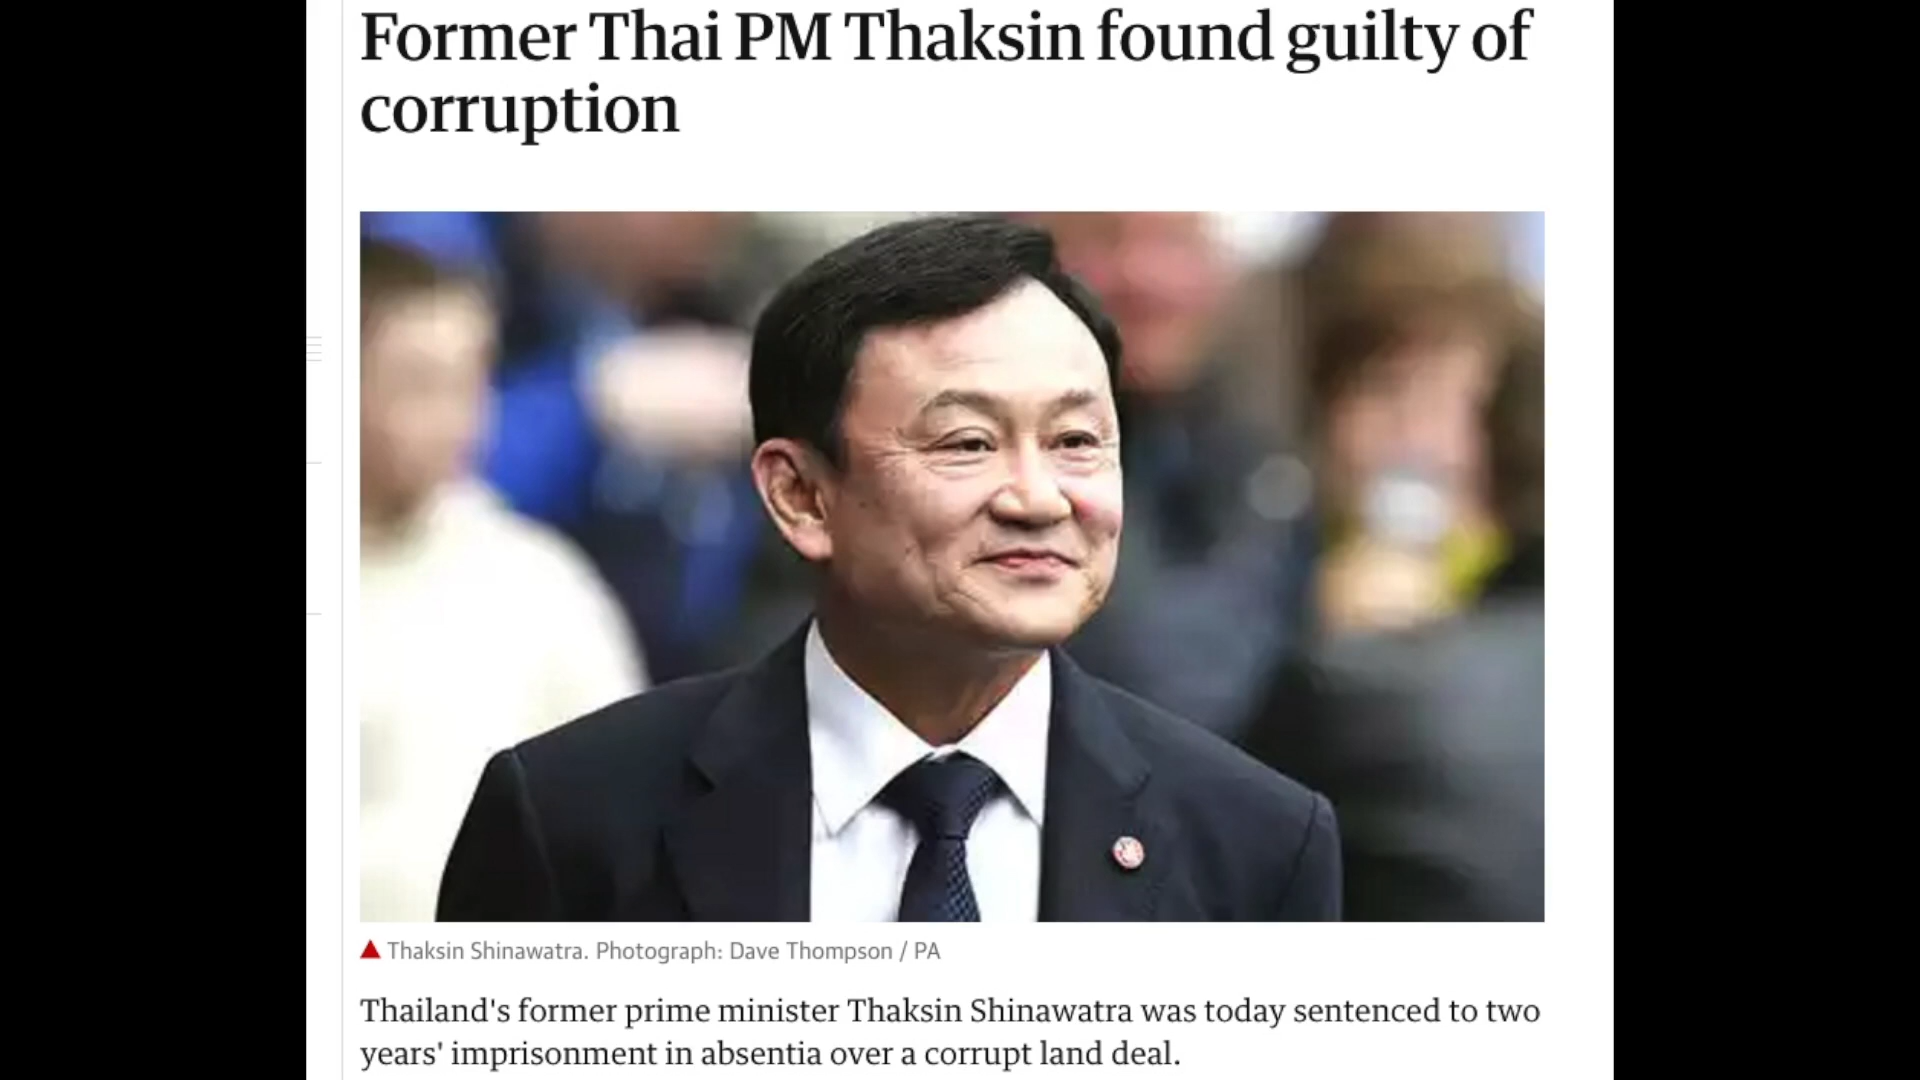 Former Thai PM Thaksin found guilty of
corruption
Thaksin Shinawatra. Photograph: Dave Thompson / PA
Thailand's former prime minister Thaksin Shinawatra was today sentenced to two
years' imprisonment in absentia over a corrupt land deal.